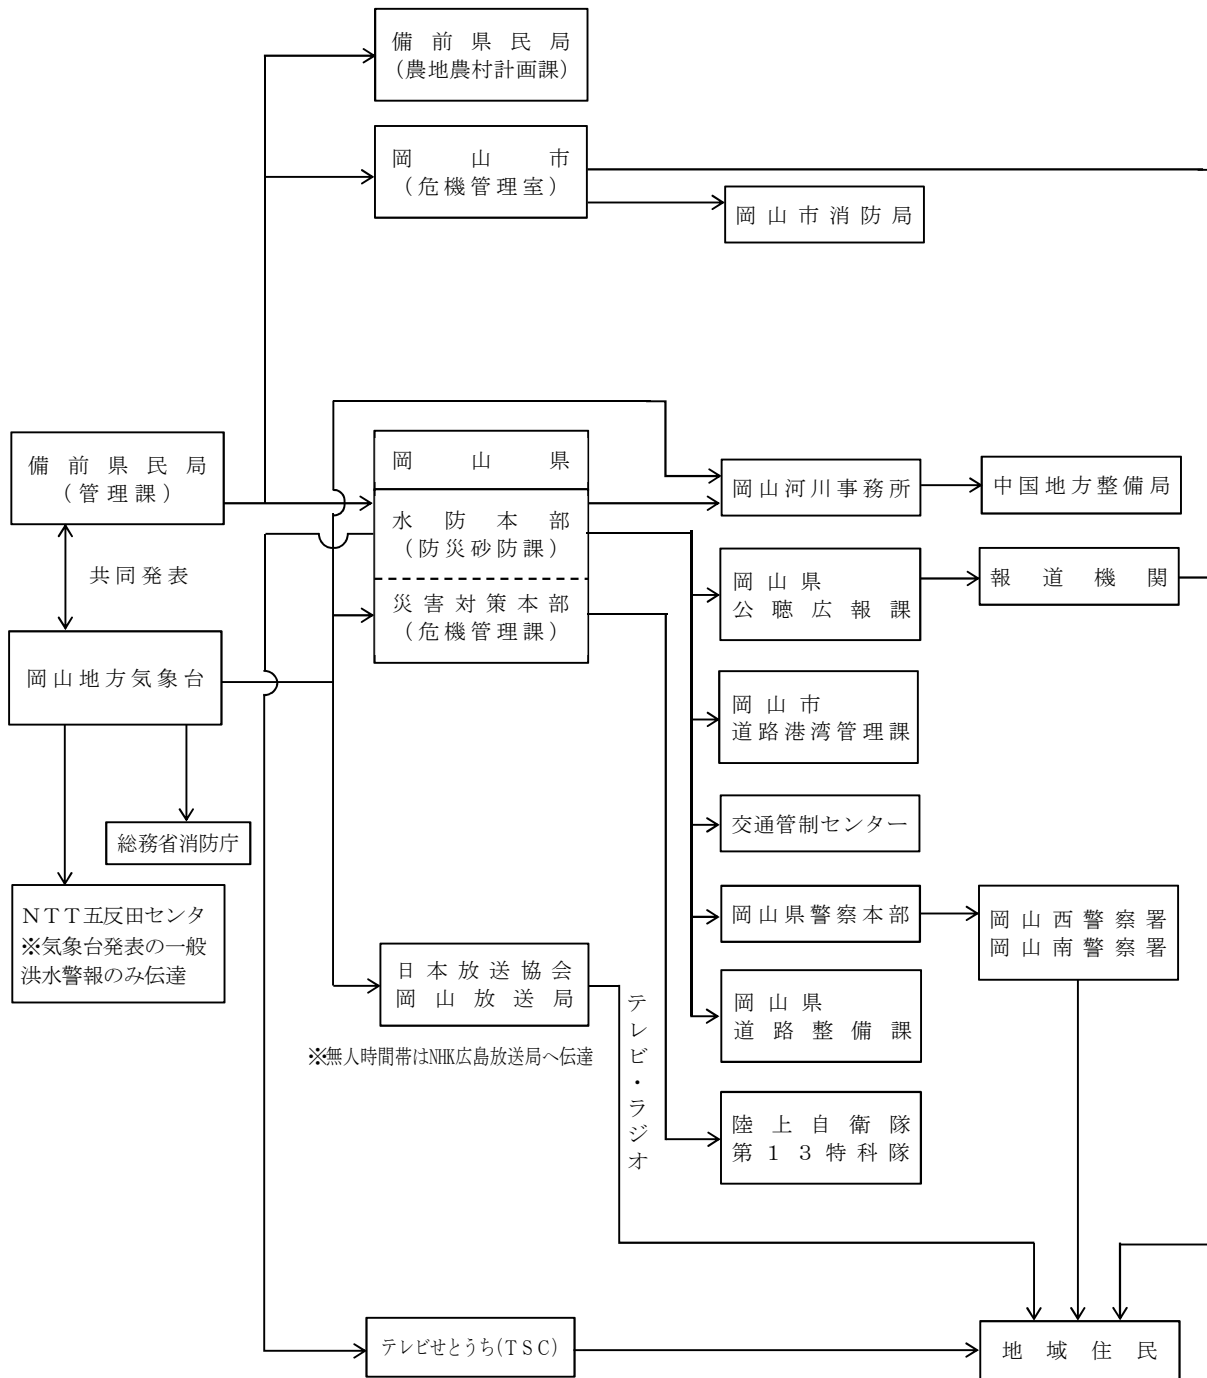 備前県民局
(農地農村計画課)
岡山市
(危機管理室)
岡山市消防局
備前県民局
(管理課)
共同発表
岡山地方気象台
総務省消防庁
NTT五反田センタ
※気象台発表の一般
洪水警報のみ伝達
岡山県
水防本部
(防災砂防課)
災害対策本部
(危機管理課)
岡山河川事務所
中国地方整備局
岡山県
公聴広報課
報道機関
岡山市
道路港湾管理課
交通管制センター
岡山県警察本部
岡山西警察署
岡山南警察署
日本放送協会
岡山放送局
※無人時間帯はNHK広島放送局へ伝達
テレビ・ラジオ
岡山県
道路整備課
陸上自衛隊
第13特科隊
テレビせとうち(TSC)
地域住民